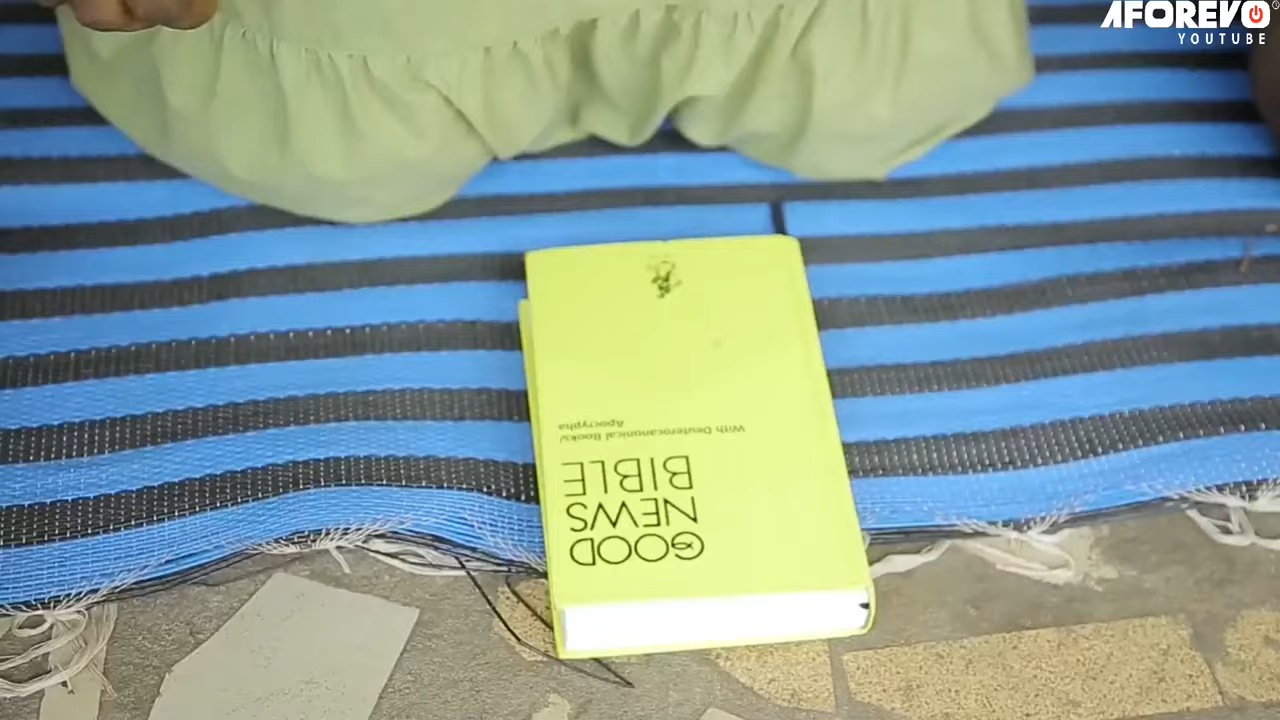 AFOREVO
YOUTUBE
GOOD
NEWS
BIBLE
With Deuterocanonical Books/
Apocrypha